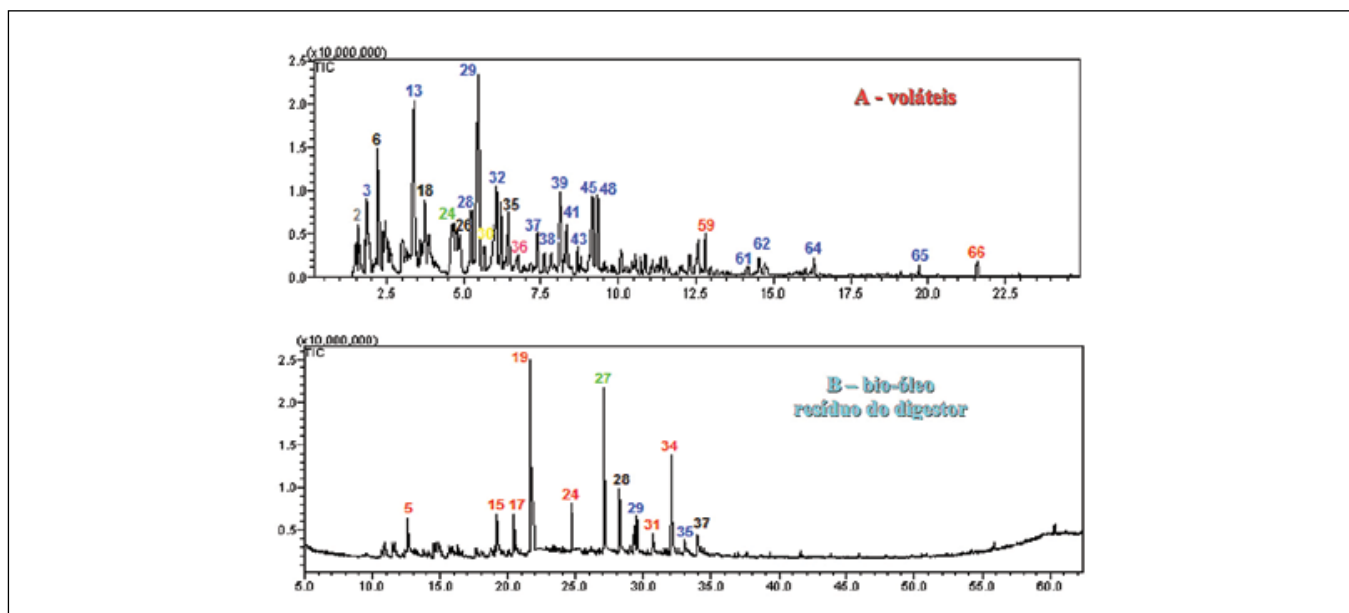 (x10,000,000)
TIC
A - voláteis
2.5
2.0
1.5
1.0
0.5
0.0
2 3 6 13 18 24 26 28 29 30 32 35 36 37 38 39 41 43 45 48 59 61 62 64 65 66
2.5 5.0 7.5 10.0 12.5 15.0 17.5 20.0 22.5
(x10,000,000)
TIC
B – bio-óleo
resíduo do digestor
2.5
2.0
1.5
1.0
0.5
5 15 17 19 24 27 28 29 31 34 35 37
5.0 10.0 15.0 20.0 25.0 30.0 35.0 40.0 45.0 50.0 55.0 60.0